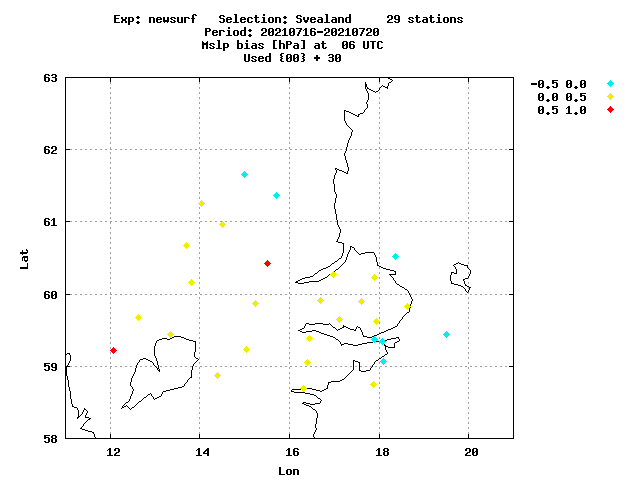 Exp: newsurf Selection: Svealand 29 stations
Period: 20210716-20210720
Mslp bias [hPa] at 06 UTC
Used {00} + 30
-0.5 0.0
0.0 0.5
0.5 1.0
63
62
61
60
59
58
Lat
12 14 16 18 20
Lon